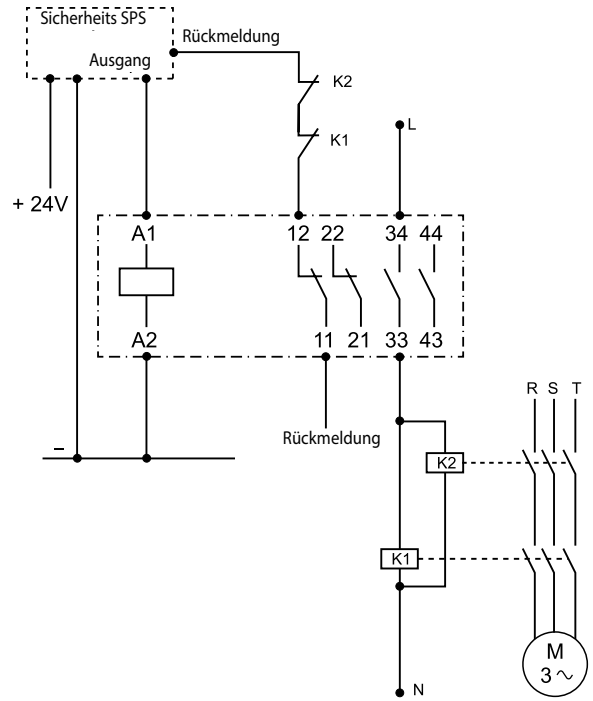 Sicherheits SPS
Rückmeldung
Ausgang
K2
L
K1
+ 24V
A1 12 22 34 44
A2 11 21 33 43
R S T
Rückmeldung
–
K2
K1
M
3 ~
N